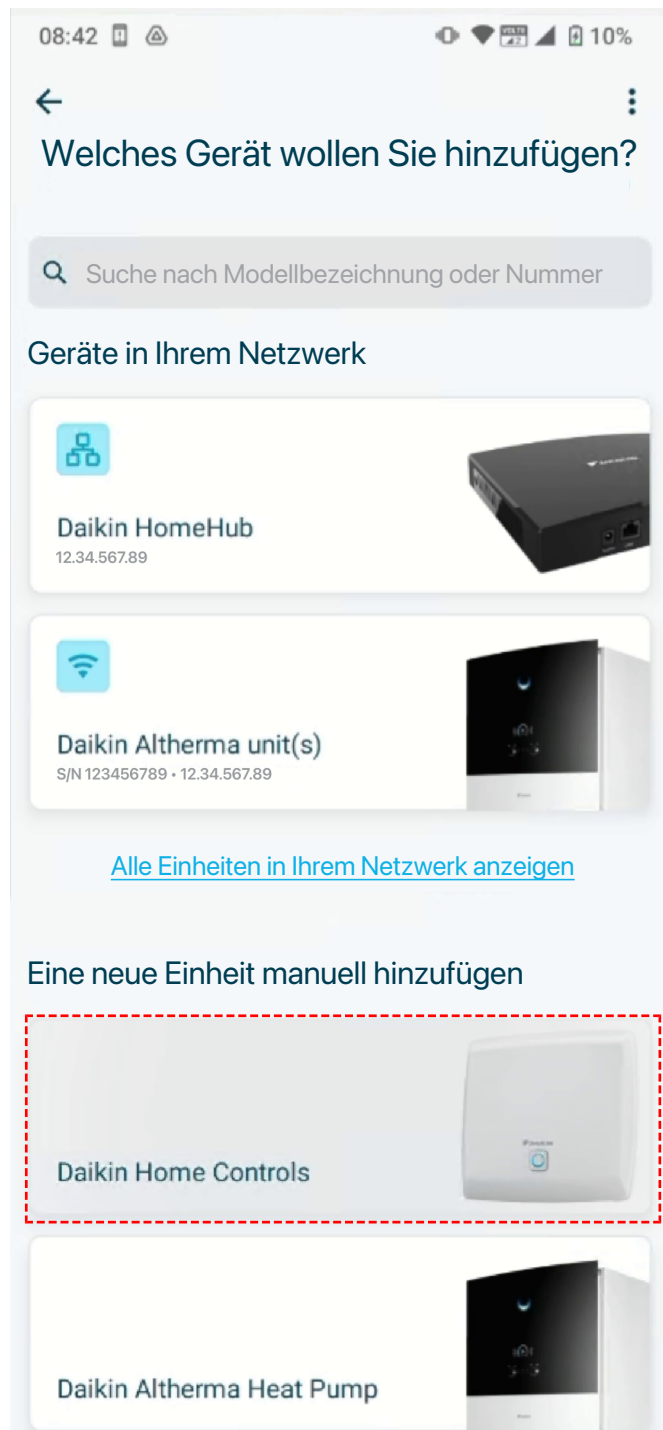 08:42 10%
Welches Gerät wollen Sie hinzufügen?
Suche nach Modellbezeichnung oder Nummer
Geräte in Ihrem Netzwerk
Daikin HomeHub
12.34.567.89
Daikin Altherma unit(s)
S/N 123456789 • 12.34.567.89
Alle Einheiten in Ihrem Netzwerk anzeigen
Eine neue Einheit manuell hinzufügen
DAIKIN
Daikin Home Controls
Daikin Altherma Heat Pump